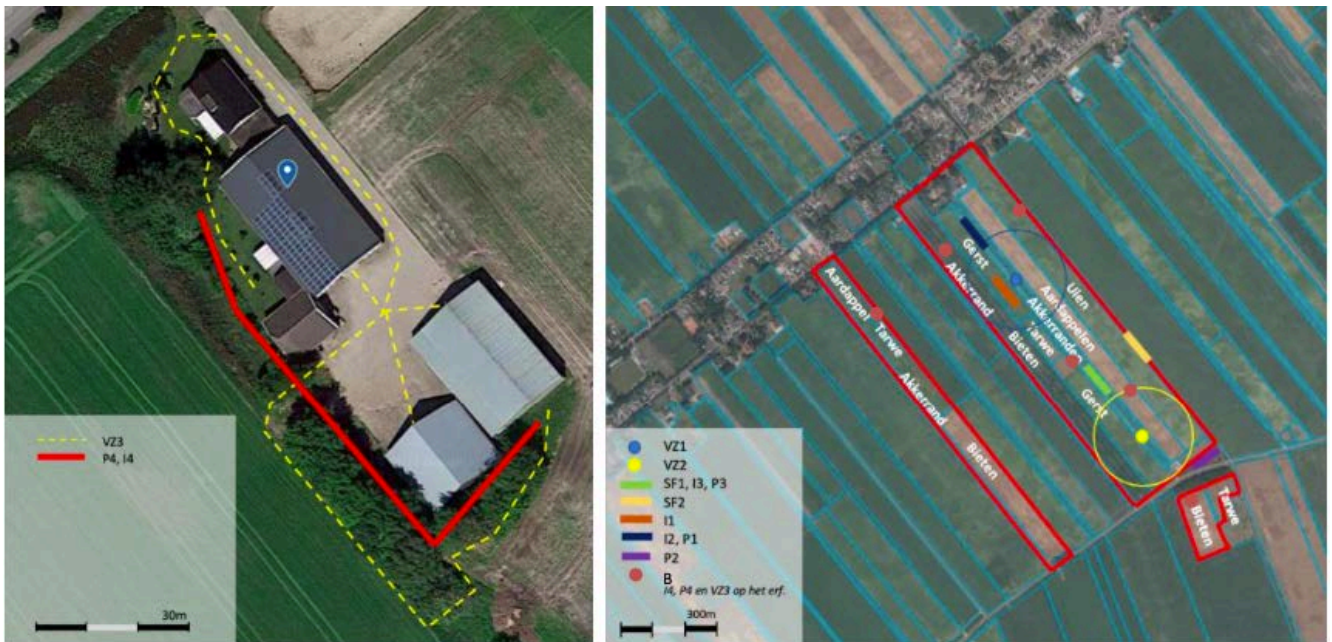 VZ3
P4, I4
30m
Gerst
Uien
Akkerrand
Aardappelen
Akkerranden
Tarwe
Bieten
Gerst
Aardappel
Tarwe
Akkerrand
Bieten
Tarwe
Bieten
VZ1
VZ2
SF1, I3, P3
SF2
I1
I2, P1
P2
B
I4, P4 en VZ3 op het erf.
300m